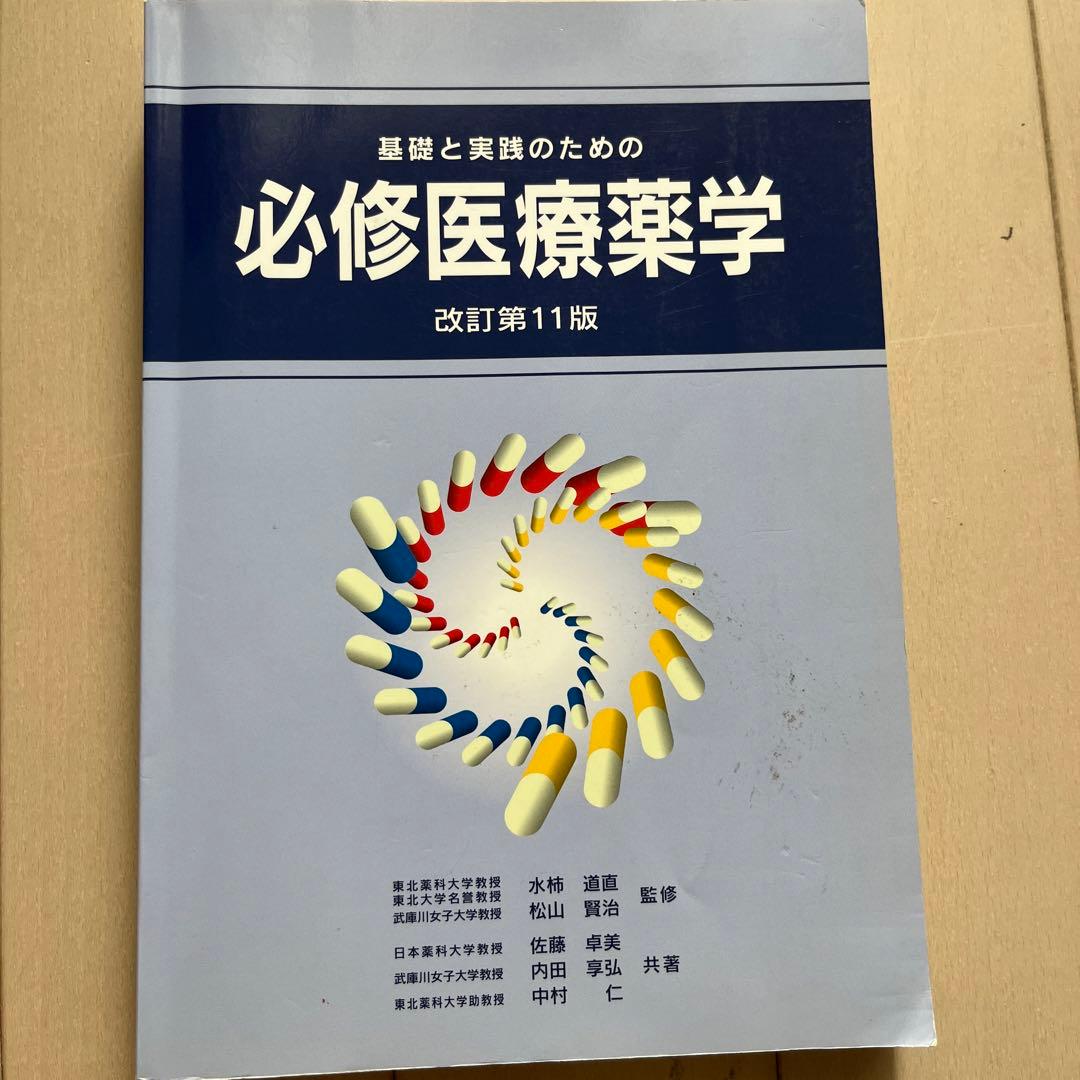 基礎と実践のための
必修医療薬学
改訂第11版
東北薬科大学教授
東北大学名誉教授 水柿 道直
武庫川女子大学教授 松山 賢治 監修
日本薬科大学教授 佐藤 卓美
武庫川女子大学教授 内田 享弘 共著
東北薬科大学助教授 中村 仁